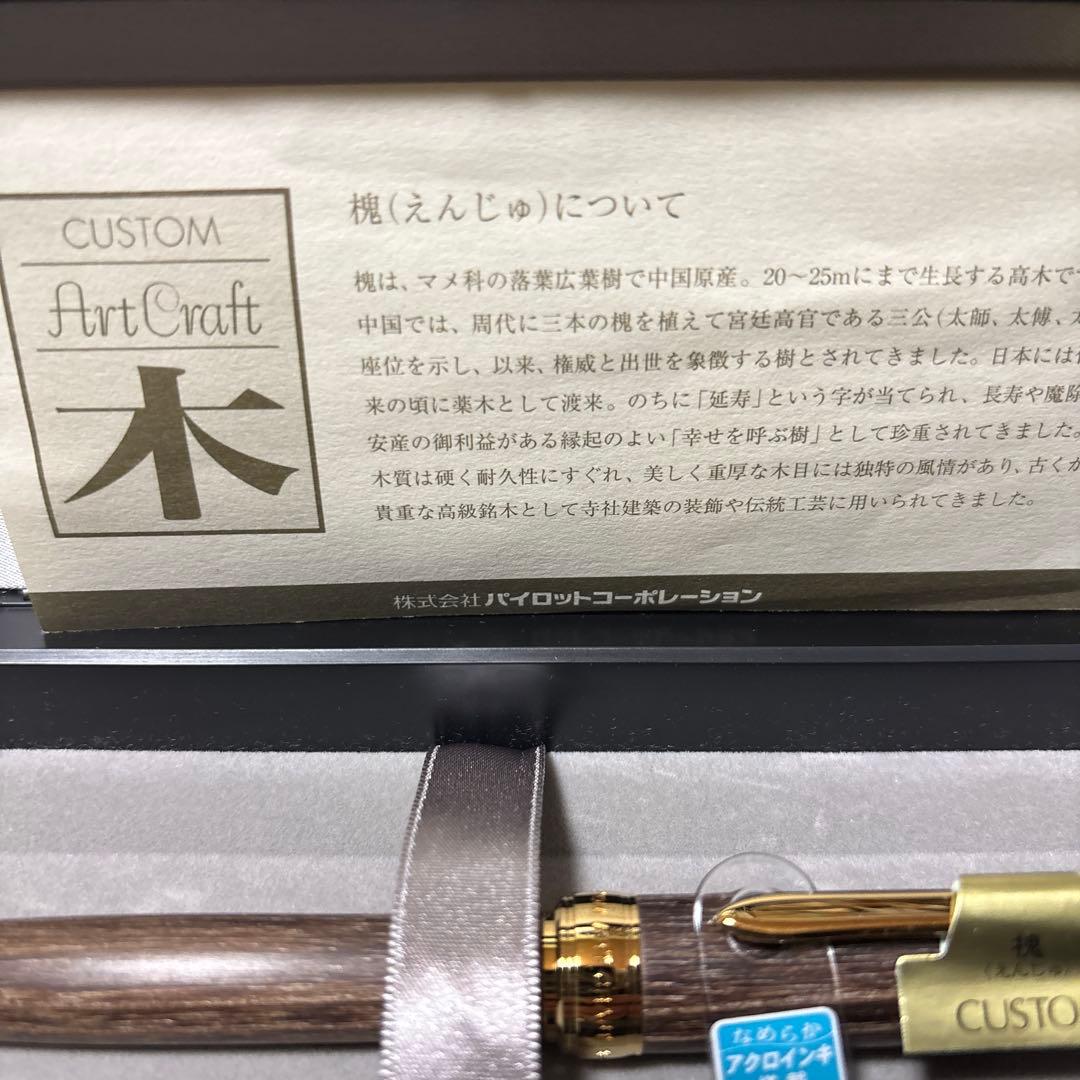 CUSTOM
Art Craft
木
槐(えんじゅ)について
槐は、マメ科の落葉広葉樹で中国原産。20〜25mにまで生長する高木で
中国では、周代に三本の槐を植えて宮廷高官である三公(太師、太傅、太
座位を示し、以来、権威と出世を象徴する樹とされてきました。日本には
来の頃に薬木として渡来。のちに「延寿」という字が当てられ、長寿や魔除
安産の御利益がある縁起のよい「幸せを呼ぶ樹」として珍重されてきました。
木質は硬く耐久性にすぐれ、美しく重厚な木目には独特の風情があり、古くか
貴重な高級銘木として寺社建築の装飾や伝統工芸に用いられてきました。
株式会社 パイロットコーポレーション
槐
(えんじゅ)
CUSTO
なめらか
アクロインキ